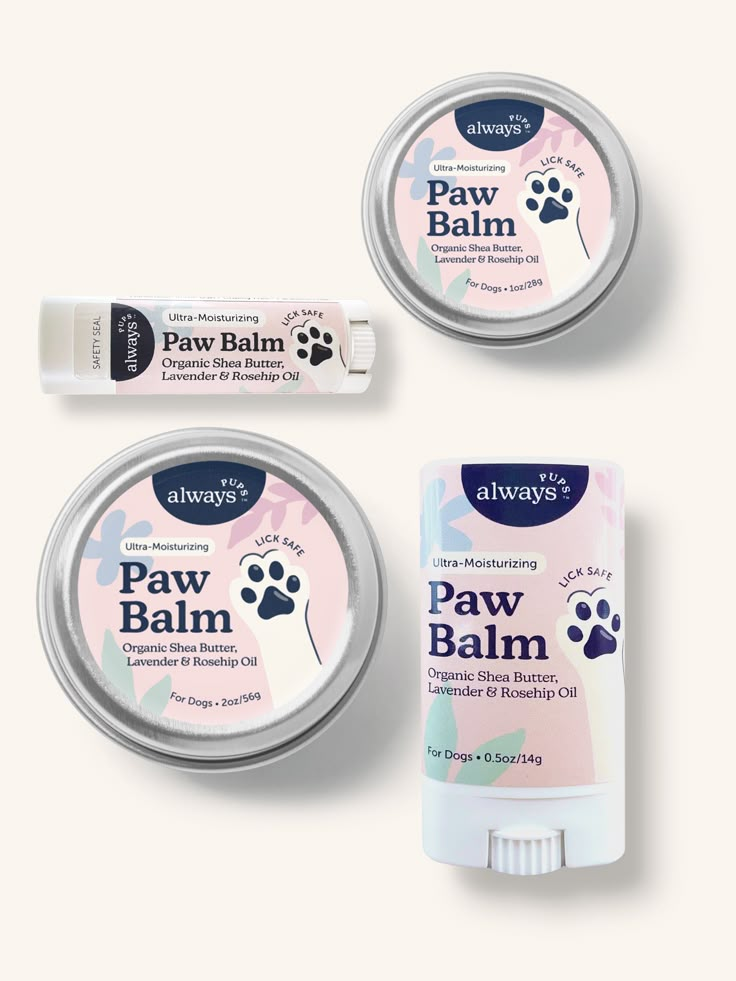 always PUPS™
Ultra-Moisturizing
LICK SAFE
Paw
Balm
Organic Shea Butter,
Lavender & Rosehip Oil
For Dogs • 1oz/28g
SAFETY SEAL
always PUPS
Ultra-Moisturizing
LICK SAFE
Paw Balm
Organic Shea Butter,
Lavender & Rosehip Oil
always PUPS™
Ultra-Moisturizing
LICK SAFE
Paw
Balm
Organic Shea Butter,
Lavender & Rosehip Oil
For Dogs • 2oz/56g
always PUPS™
Ultra-Moisturizing
LICK SAFE
Paw
Balm
Organic Shea Butter,
Lavender & Rosehip Oil
For Dogs • 0.5oz/14g